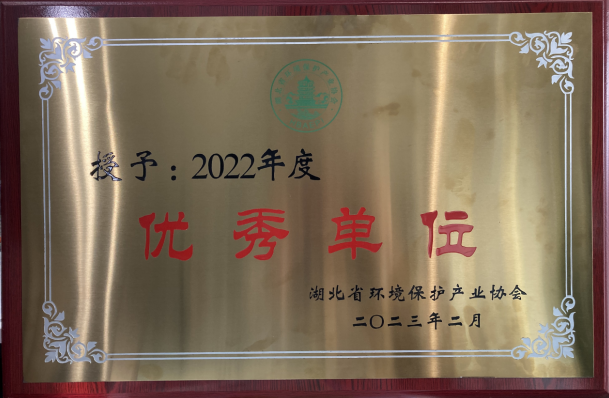 授予：2022年度
优秀单位
湖北省环境保护产业协会
二〇二三年二月